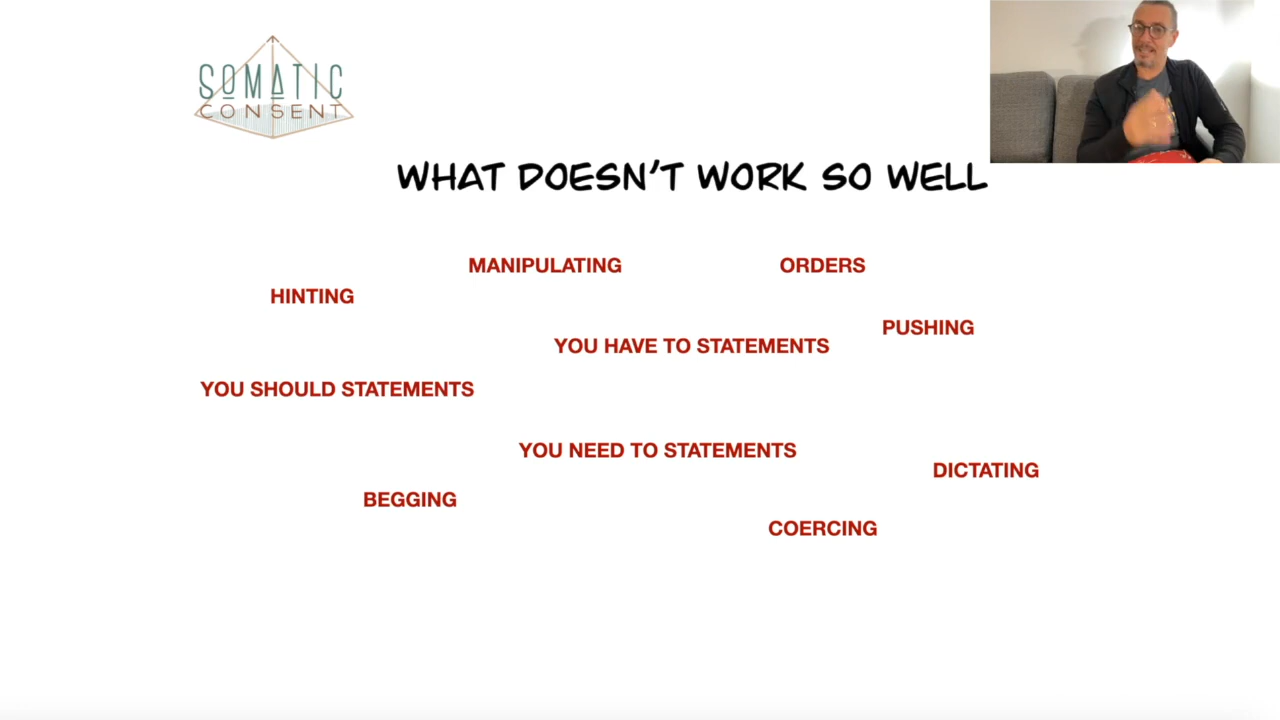 SOMATIC
CONSENT
WHAT DOESN'T WORK SO WELL
MANIPULATING
ORDERS
HINTING
PUSHING
YOU HAVE TO STATEMENTS
YOU SHOULD STATEMENTS
YOU NEED TO STATEMENTS
DICTATING
BEGGING
COERCING